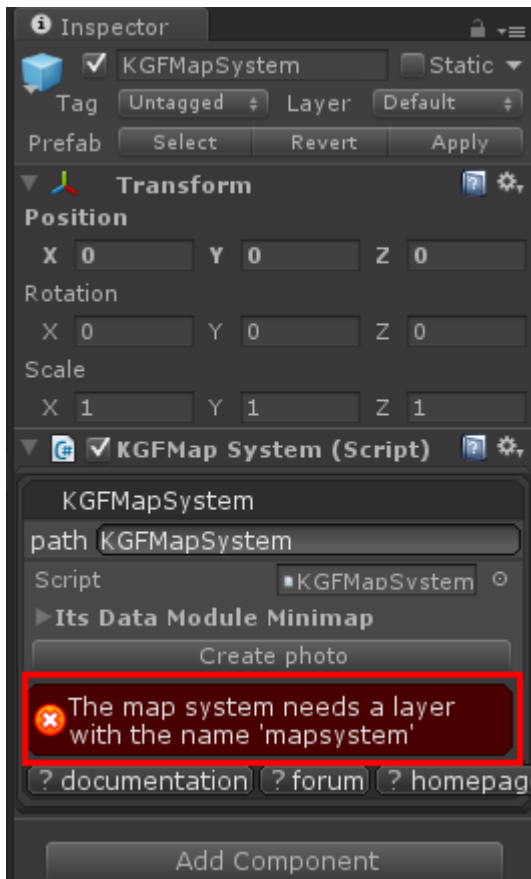 Inspector
KGFMapSystem Static
Tag Untagged Layer Default
Prefab Select Revert Apply
Transform
Position
X 0 Y 0 Z 0
Rotation
X 0 Y 0 Z 0
Scale
X 1 Y 1 Z 1
KGFMap System (Script)
KGFMapSystem
path KGFMapSystem
Script KGFMapSystem
Its Data Module Minimap
Create photo
The map system needs a layer
with the name 'mapsystem'
? documentation ? forum ? homepag
Add Component